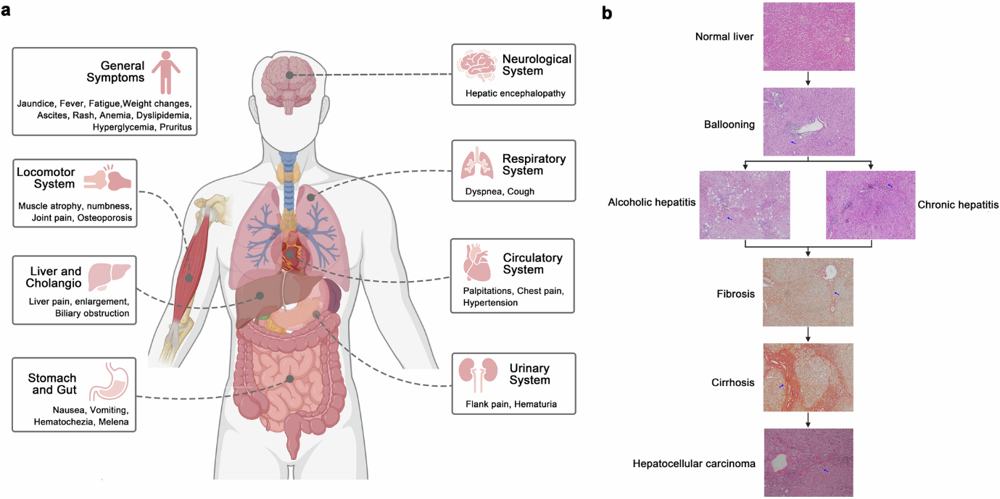 a
General
Symptoms
Jaundice, Fever, Fatigue,Weight changes,
Ascites, Rash, Anemia, Dyslipidemia,
Hyperglycemia, Pruritus
Locomotor
System
Muscle atrophy, numbness,
Joint pain, Osteoporosis
Liver and
Cholangio
Liver pain, enlargement,
Biliary obstruction
Stomach
and Gut
Nausea, Vomiting,
Hematochezia, Melena
Neurological
System
Hepatic encephalopathy
Respiratory
System
Dyspnea, Cough
Circulatory
System
Palpitations, Chest pain,
Hypertension
Urinary
System
Flank pain, Hematuria
b
Normal liver
Ballooning
Alcoholic hepatitis
Chronic hepatitis
Fibrosis
Cirrhosis
Hepatocellular carcinoma